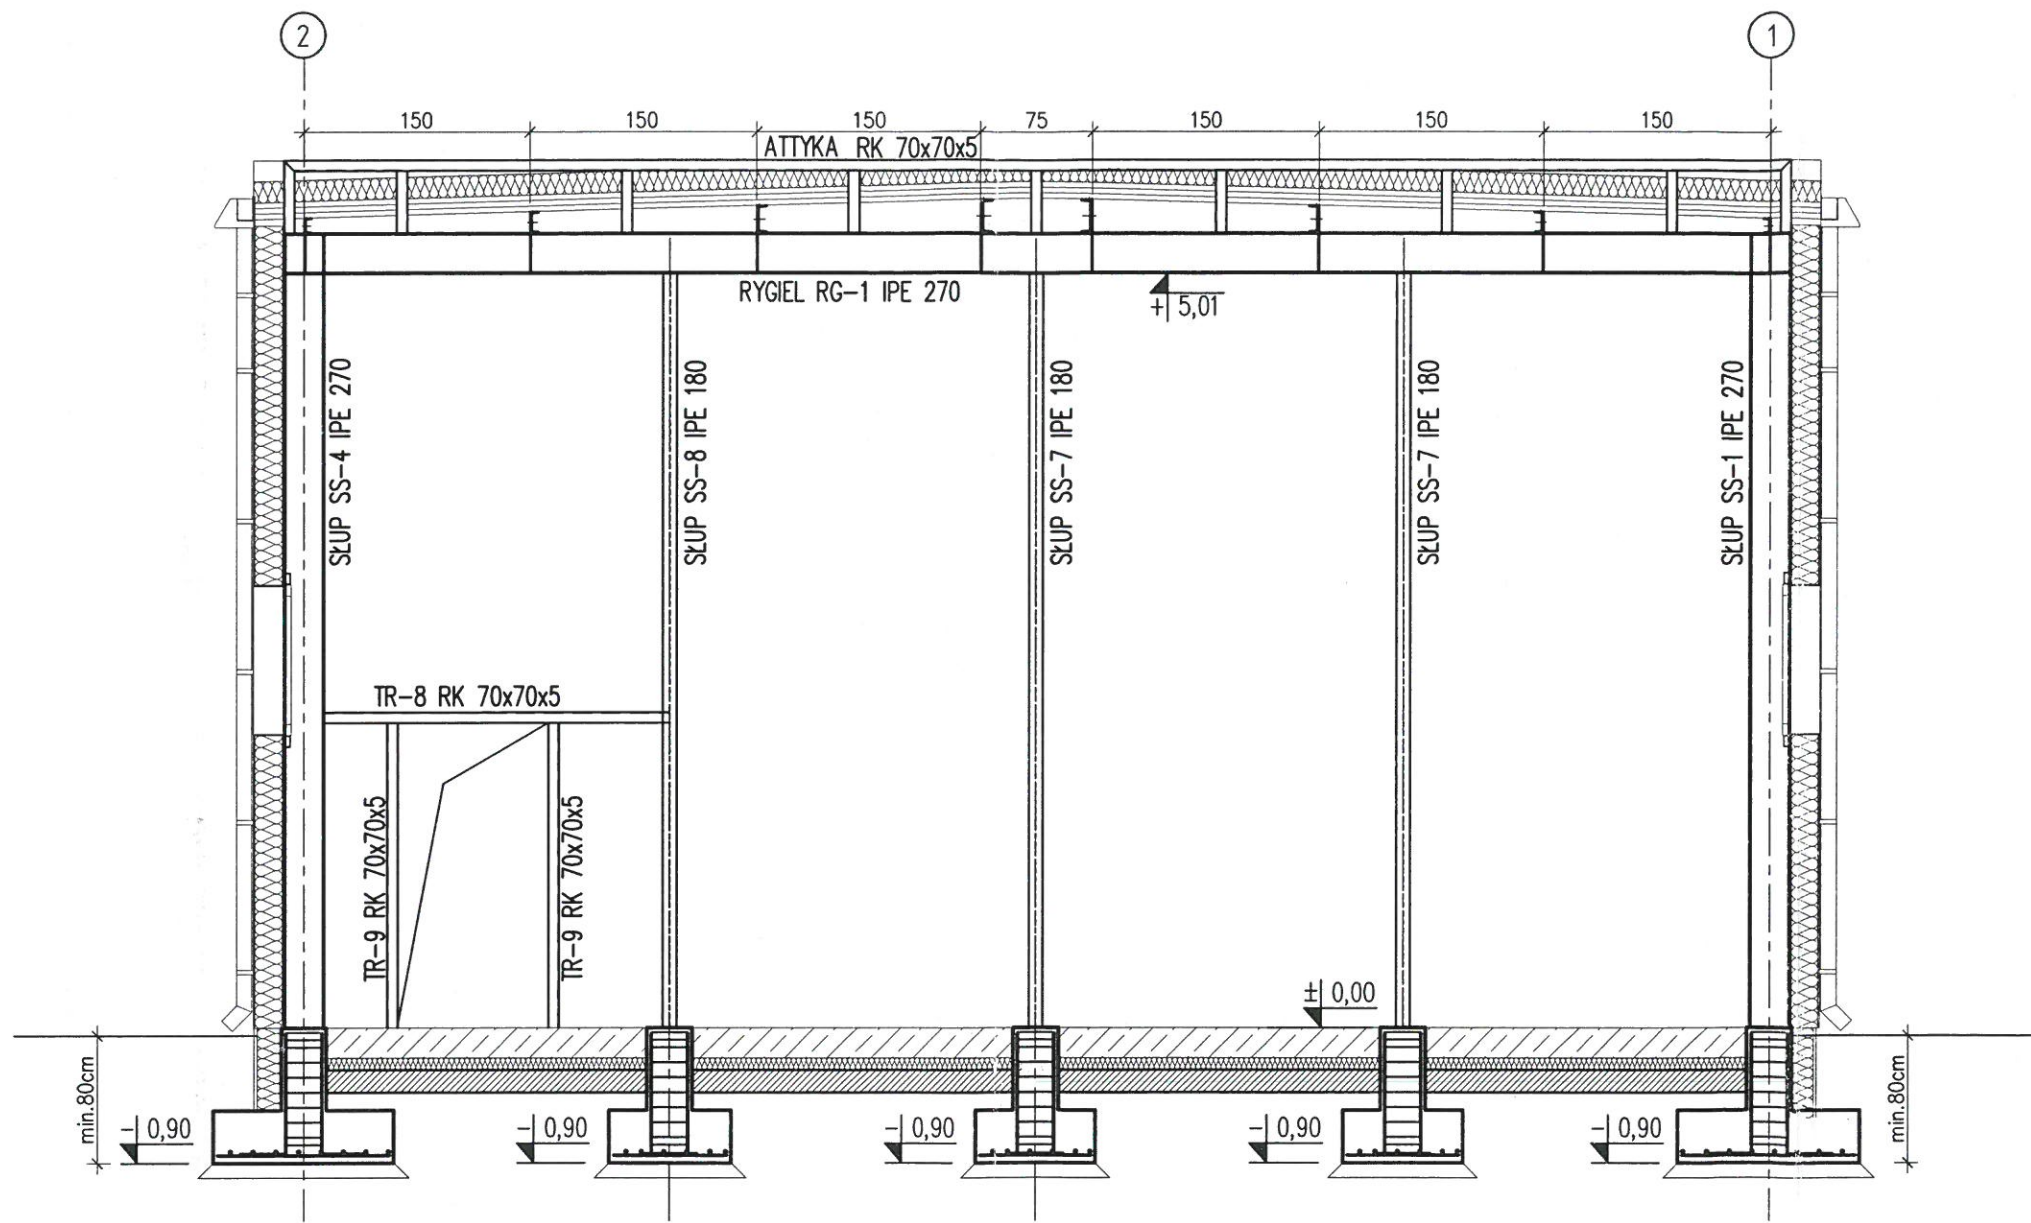 2
1
150
150
150
75
150
150
150
ATTYKA RK 70x70x5
RYGIEL RG-1 IPE 270
+ 5,01
SŁUP SS-4 IPE 270
SŁUP SS-8 IPE 180
SŁUP SS-7 IPE 180
SŁUP SS-7 IPE 180
SŁUP SS-1 IPE 270
TR-8 RK 70x70x5
TR-9 RK 70x70x5
TR-9 RK 70x70x5
± 0,00
min.80cm
- 0,90
- 0,90
- 0,90
- 0,90
- 0,90
min.80cm